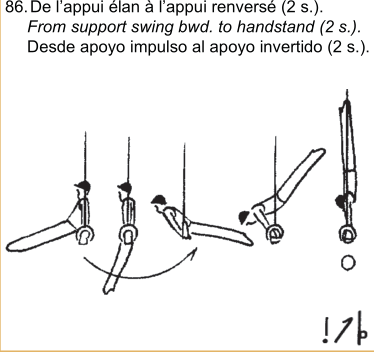 86. De l'appui élan à l'appui renversé (2 s.).
From support swing bwd. to handstand (2 s.).
Desde apoyo impulso al apoyo invertido (2 s.).